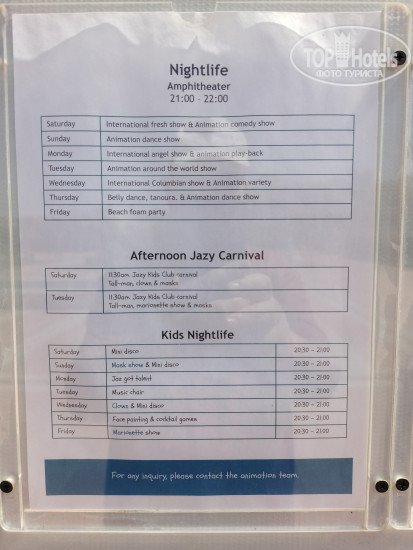 TOP Hotels
ФОТО ТУРИСТА
Nightlife
Amphitheater
21:00 - 22:00
Saturday International fresh show & Animation comedy show
Sunday Animation dance show
Monday International angel show & animation play-back
Tuesday Animation around the world show
Wednesday International Columbian show & Animation variety
Thursday Belly dance, tanoura. & Animation dance show
Friday Beach foam party
Afternoon Jazy Carnival
Saturday 11:30am. Jazy Kids Club carnival
Tall-man, clows & masks
Tuesday 11:30am. Jazy Kids Club carnival
Tall-man, marionette show & masks
Kids Nightlife
Saturday Mini disco 20:30 - 21:00
Sunday Mask show & Mini disco 20:30 - 21:00
Monday Jaz got talent 20:30 - 21:00
Tuesday Music chair 20:30 - 21:00
Wednesday Clows & Mini disco 20:30 - 21:00
Thursday Face painting & cocktail games 20:30 - 21:00
Friday Marionette show 20:30 - 21:00
For any inquiry, please contact the animation team